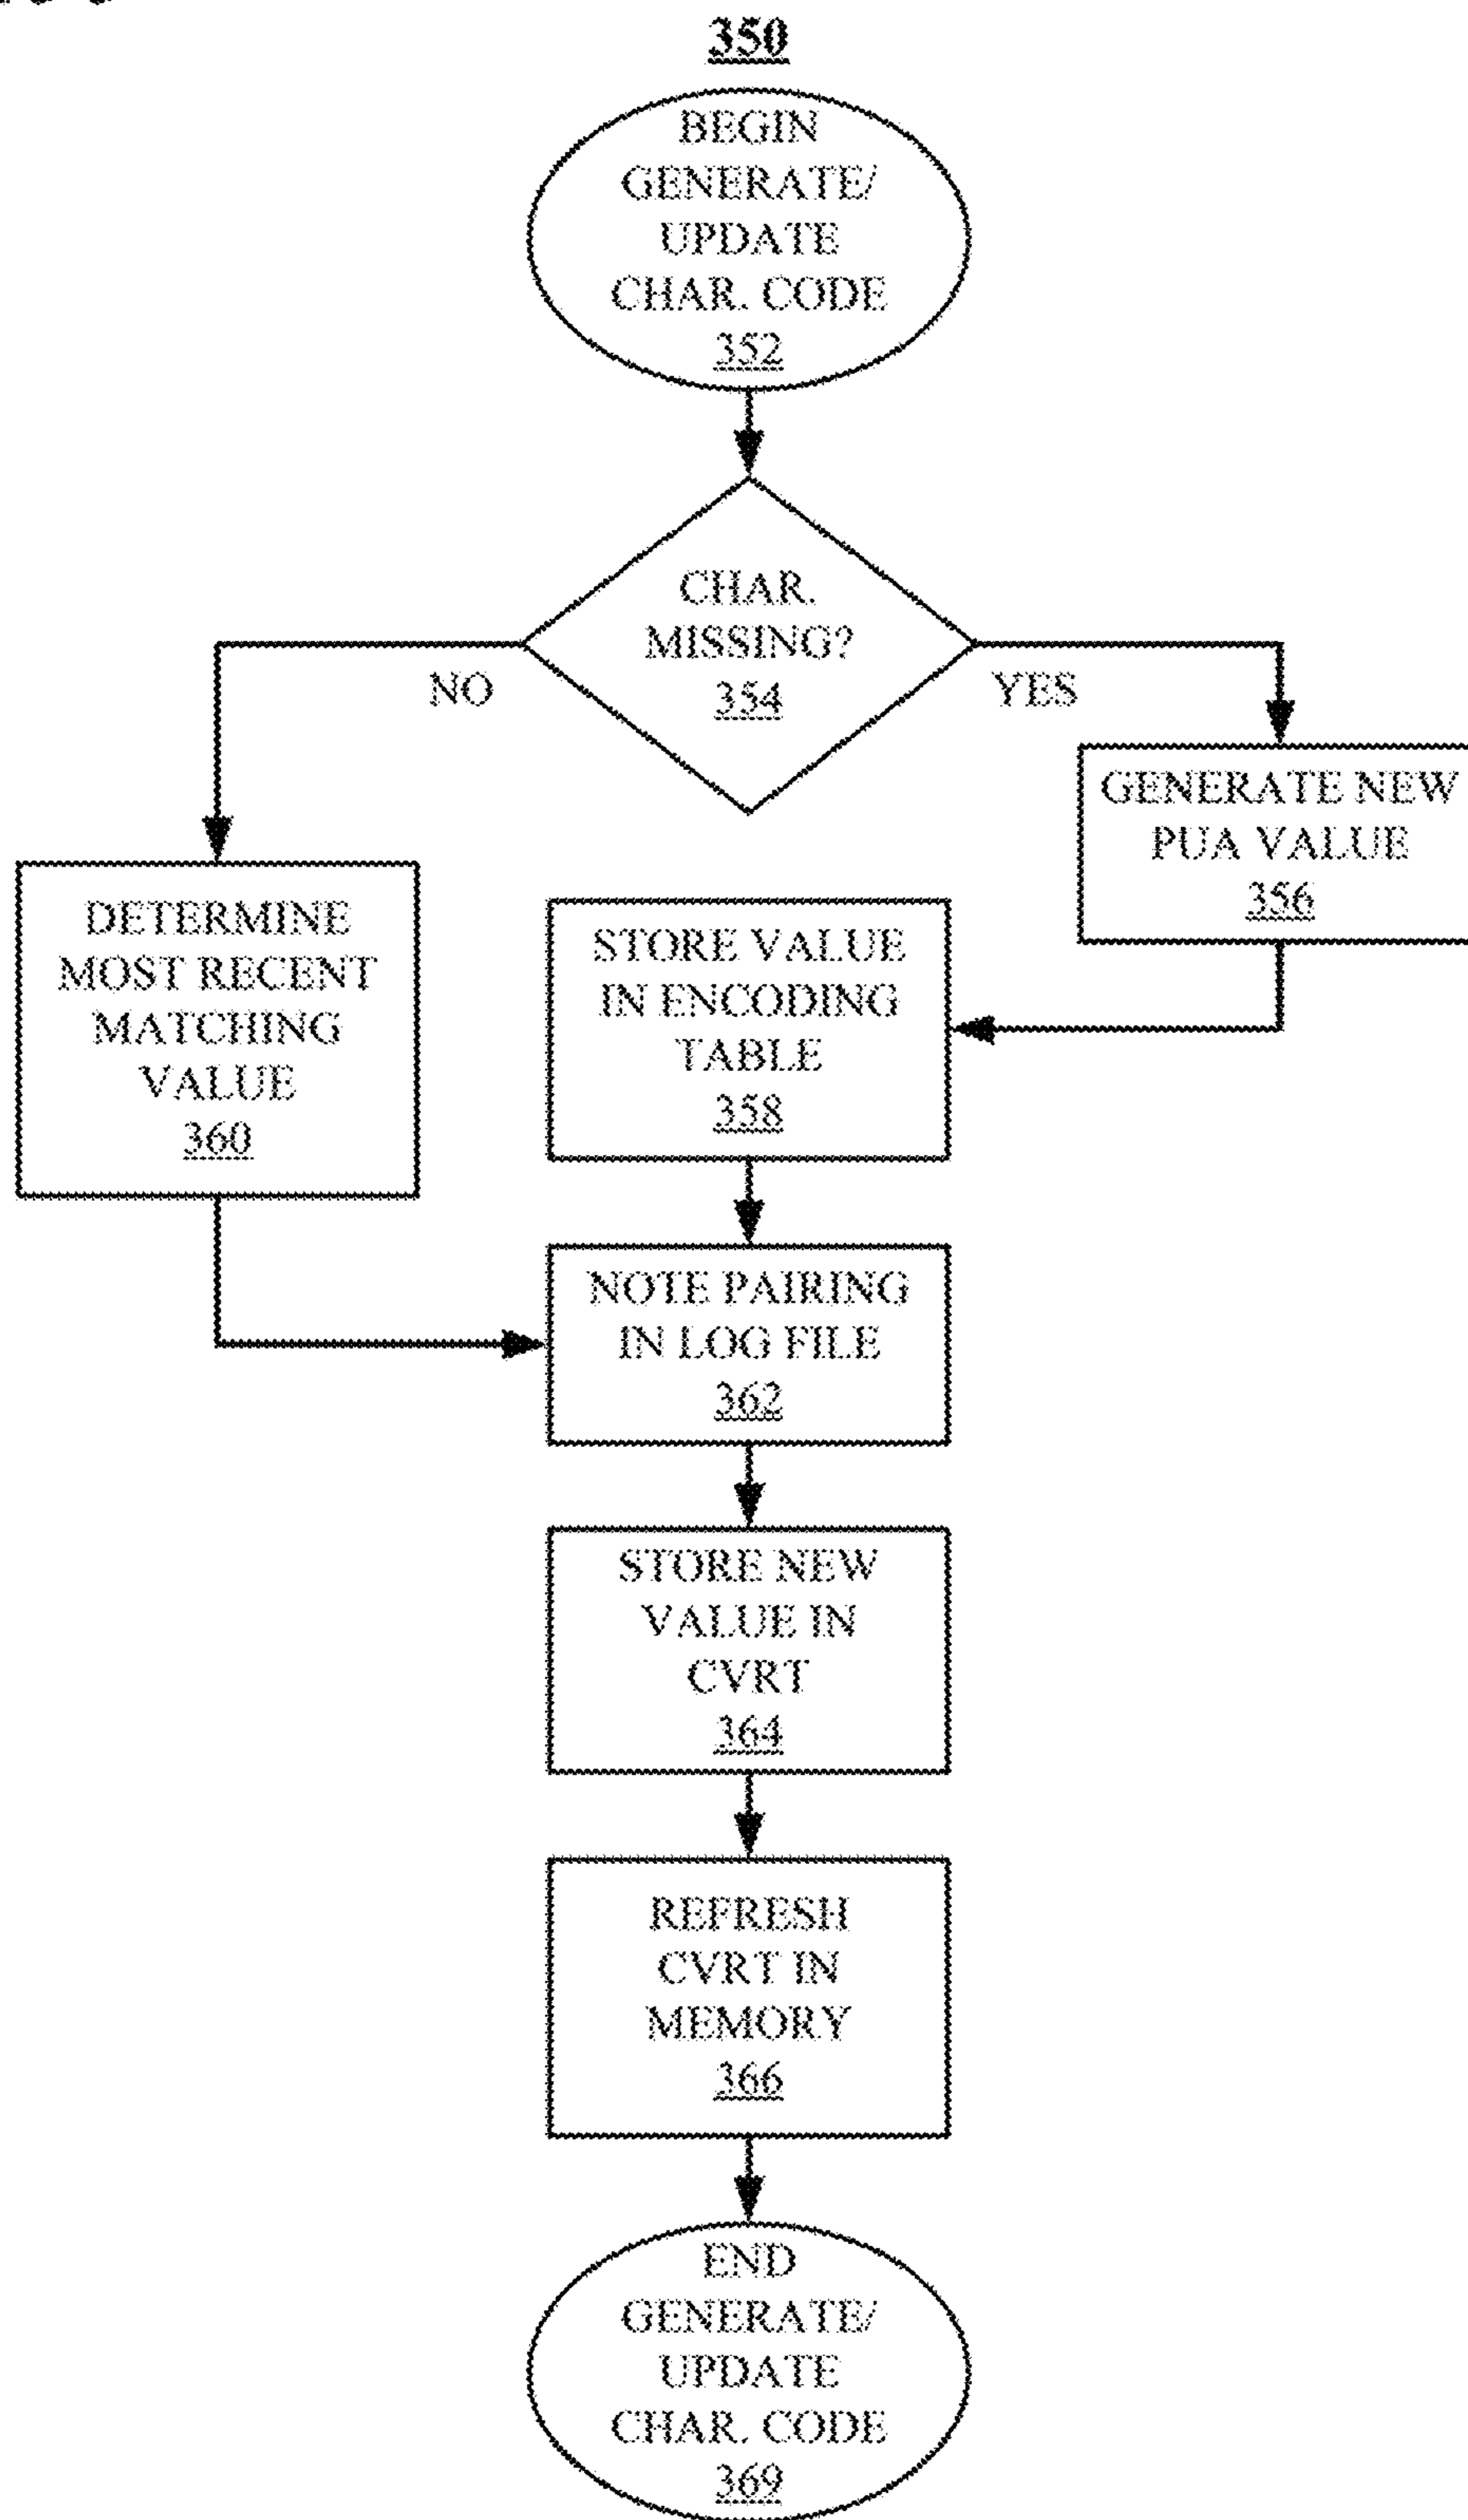 350
BEGIN
GENERATE/
UPDATE
CHAR. CODE
352
CHAR.
MISSING?
354
NO
YES
GENERATE NEW
PUA VALUE
356
DETERMINE
MOST RECENT
MATCHING
VALUE
360
STORE VALUE
IN ENCODING
TABLE
358
NOTE PAIRING
IN LOG FILE
362
STORE NEW
VALUE IN
CVRT
364
REFRESH
CVRT IN
MEMORY
366
END
GENERATE/
UPDATE
CHAR. CODE
369